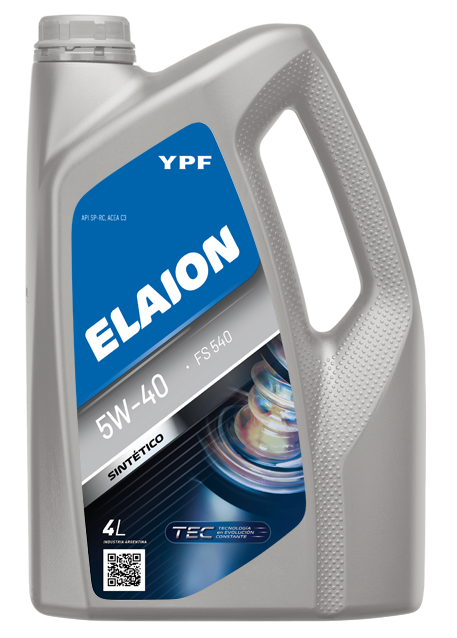 YPF
API SP-RC, ACEA C3
ELAION
5W-40 • FS 540
SINTÉTICO
TEC TECNOLOGÍA
en EVOLUCIÓN
CONSTANTE
4L
INDUSTRIA ARGENTINA